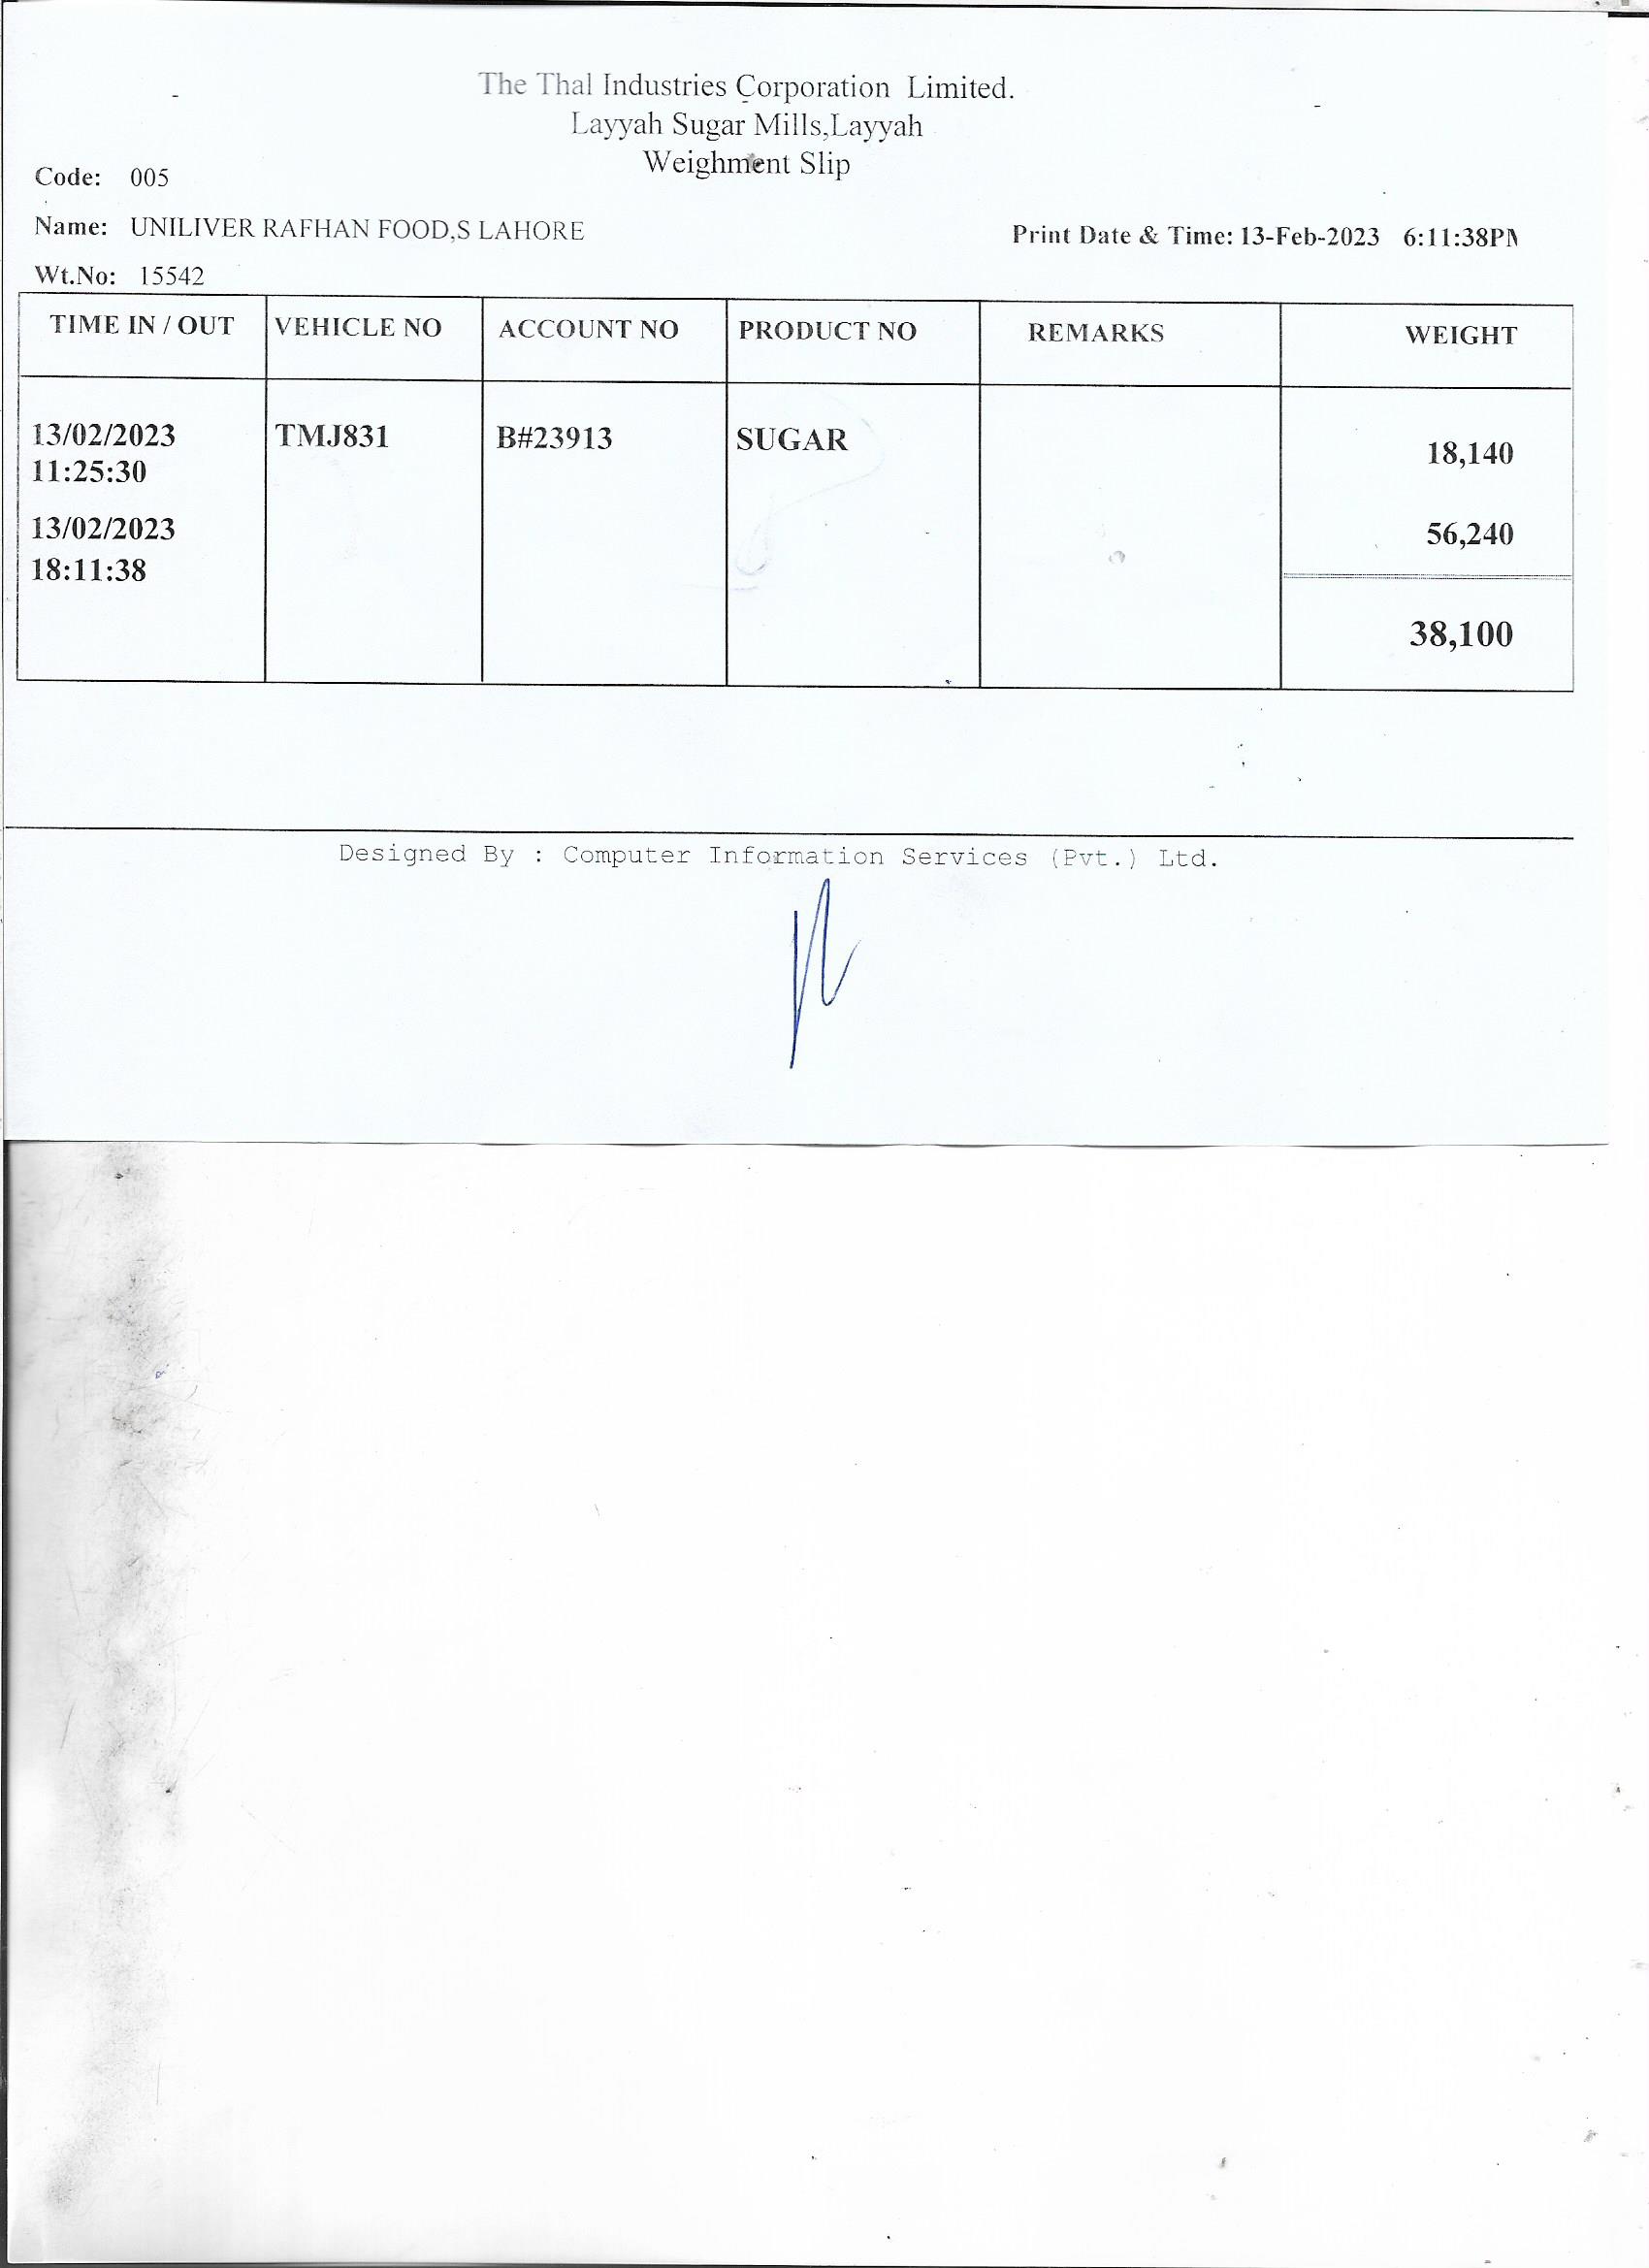 The Thal Industries Corporation Limited.
Layyah Sugar Mills,Layyah
Weighment Slip
Code: 005
Name: UNILIVER RAFHAN FOOD,S LAHORE
Print Date & Time: 13-Feb-2023 6:11:38PM
Wt.No: 15542
TIME IN / OUT VEHICLE NO ACCOUNT NO PRODUCT NO REMARKS WEIGHT
13/02/2023 TMJ831 B#23913 SUGAR 18,140
11:25:30
13/02/2023 56,240
18:11:38
38,100
Designed By : Computer Information Services (Pvt.) Ltd.